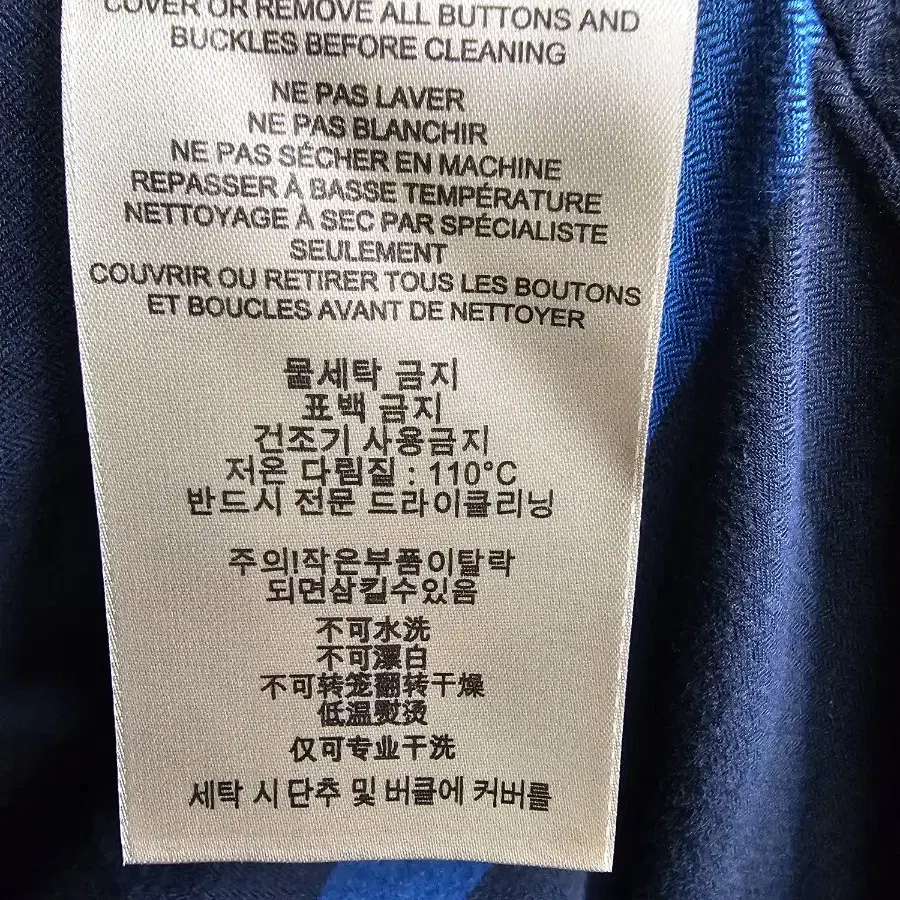 COVER OR REMOVE ALL BUTTONS AND
BUCKLES BEFORE CLEANING
NE PAS LAVER
NE PAS BLANCHIR
NE PAS SÉCHER EN MACHINE
REPASSER À BASSE TEMPÉRATURE
NETTOYAGE À SEC PAR SPÉCIALISTE
SEULEMENT
COUVRIR OU RETIRER TOUS LES BOUTONS
ET BOUCLES AVANT DE NETTOYER
물세탁 금지
표백 금지
건조기 사용금지
저온 다림질 : 110°C
반드시 전문 드라이클리닝
주의!작은부품이탈락
되면삼킬수있음
不可水洗
不可漂白
不可转笼翻转干燥
低温熨烫
仅可专业干洗
세탁 시 단추 및 버클에 커버를